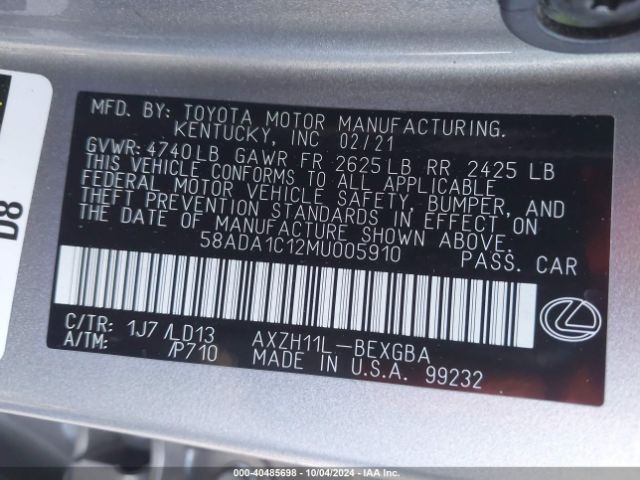 MFD. BY: TOYOTA MOTOR MANUFACTURING.
KENTUCKY, INC 02/21
GVWR: 4740LB GAWR FR 2625LB RR 2425 LB
THIS VEHICLE CONFORMS TO ALL APPLICABLE
FEDERAL MOTOR VEHICLE SAFETY, BUMPER, AND
THEFT PREVENTION STANDARDS IN EFFECT ON
THE DATE OF MANUFACTURE SHOWN ABOVE.
58ADA1C12MU005910 PASS. CAR
C/TR: 1J7 /LD13 AXZH11L-BEXGBA
A/TM: /P710 MADE IN U.S.A. 99232
D8
000-40485698 - 10/04/2024 - IAAI.COM